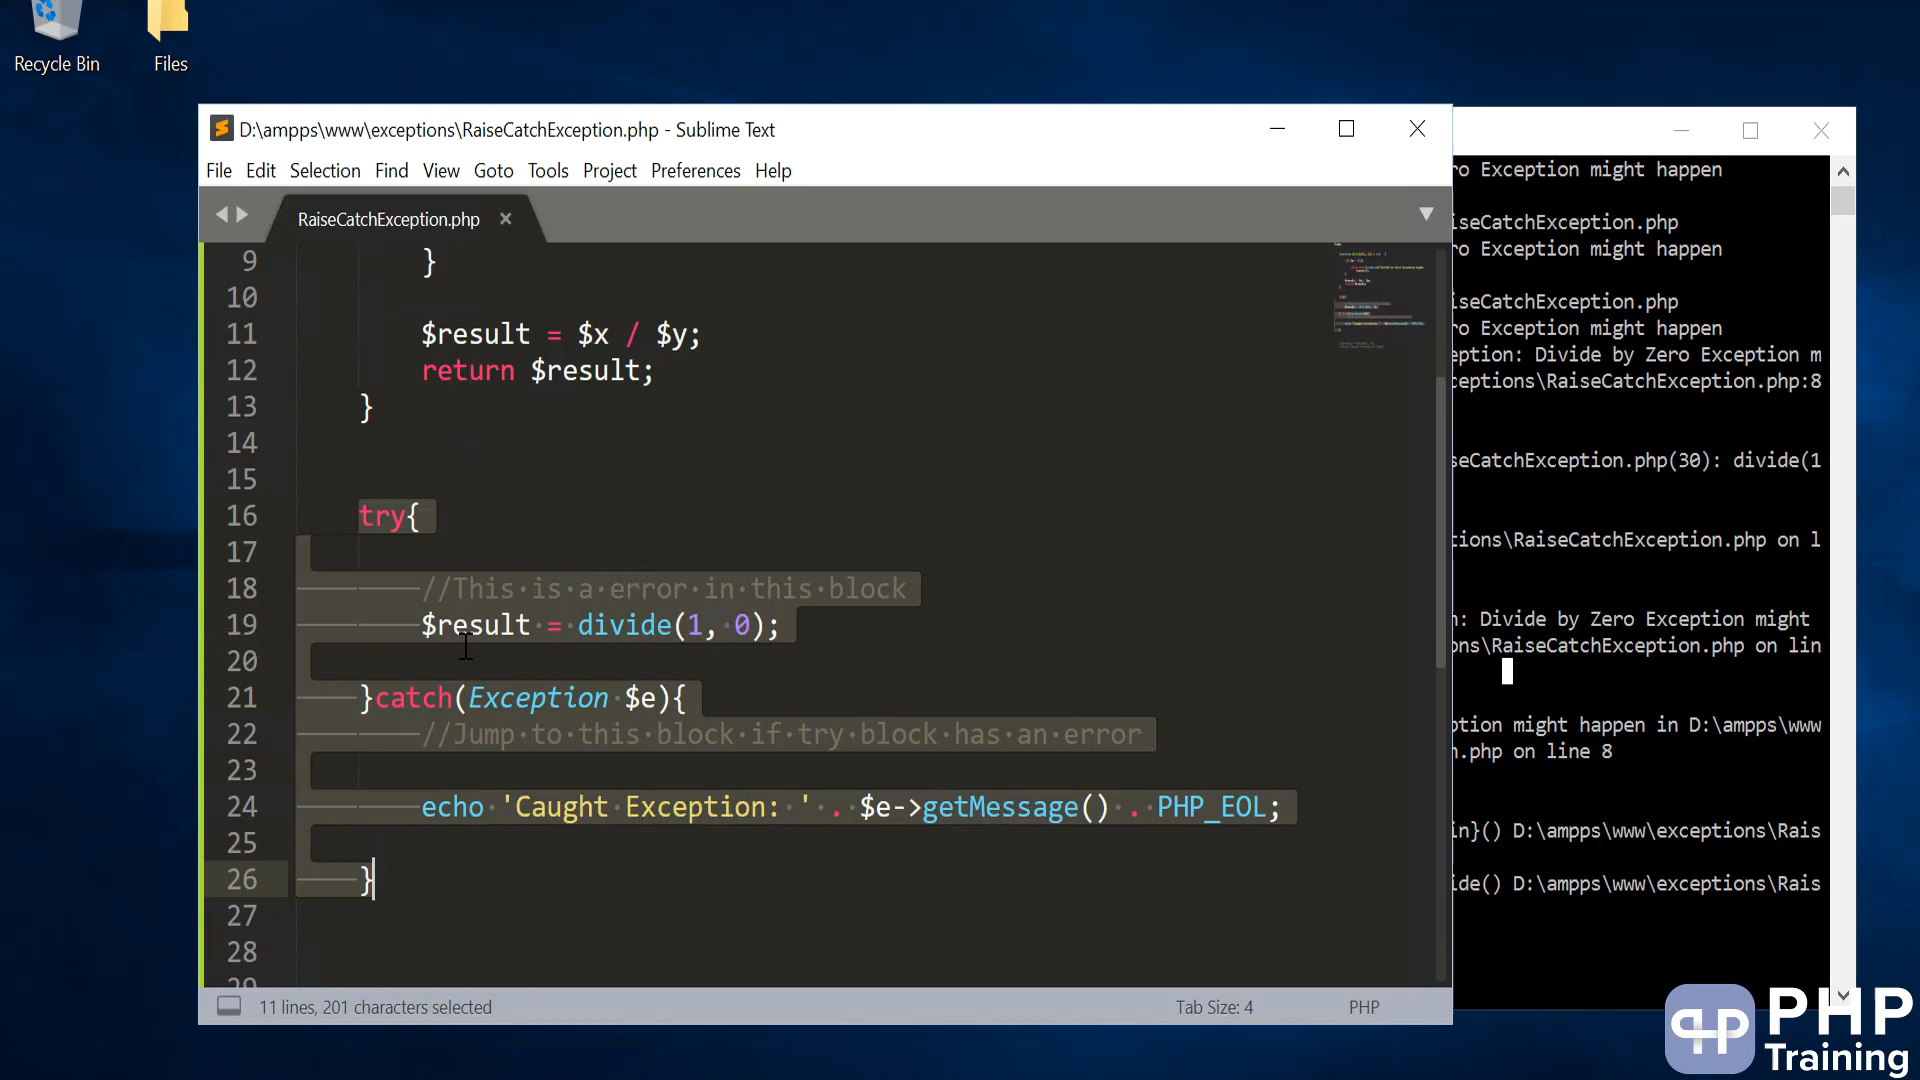 Recycle Bin
Files
D:\ampps\www\exceptions\RaiseCatchException.php - Sublime Text
File Edit Selection Find View Goto Tools Project Preferences Help
RaiseCatchException.php
9 }
10
11 $result = $x / $y;
12 return $result;
13 }
14
15
16 try{
17
18 //This is a error in this block
19 $result = divide(1, 0);
20
21 }catch(Exception $e){
22 //Jump to this block if try block has an error
23
24 echo 'Caught Exception: ' . $e->getMessage() . PHP_EOL;
25
26 }
27
28
29
11 lines, 201 characters selected
Tab Size: 4
PHP
ro Exception might happen
iseCatchException.php
ro Exception might happen
iseCatchException.php
ro Exception might happen
eption: Divide by Zero Exception m
ceptions\RaiseCatchException.php:8
seCatchException.php(30): divide(1
tions\RaiseCatchException.php on l
n: Divide by Zero Exception might
ons\RaiseCatchException.php on lin
ption might happen in D:\ampps\www
n.php on line 8
in}() D:\ampps\www\exceptions\Rais
ide() D:\ampps\www\exceptions\Rais
PHP
Training